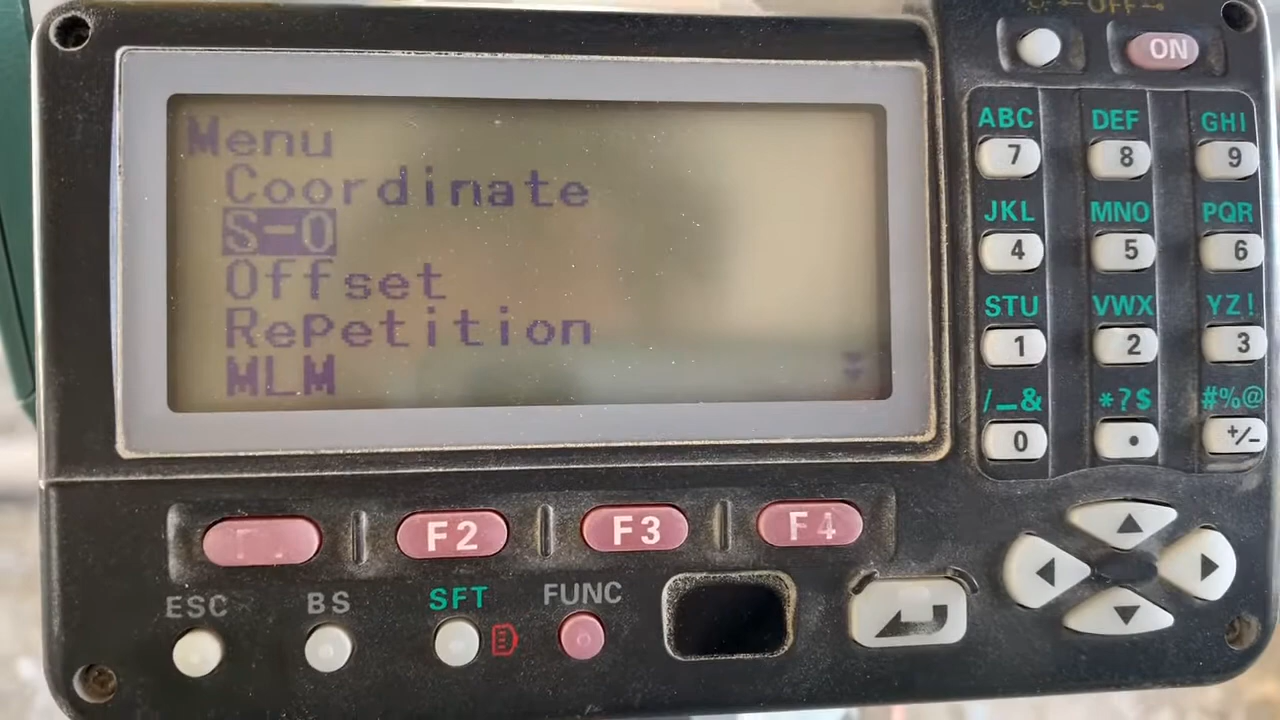 OFF
ON
Menu
Coordinate
S-O
Offset
Repetition
MLM
ABC DEF GHI
7 8 9
JKL MNO PQR
4 5 6
STU VWX YZ!
1 2 3
/_& *?$ #%@
0 . +/-
F2 F3 F4
ESC BS SFT FUNC